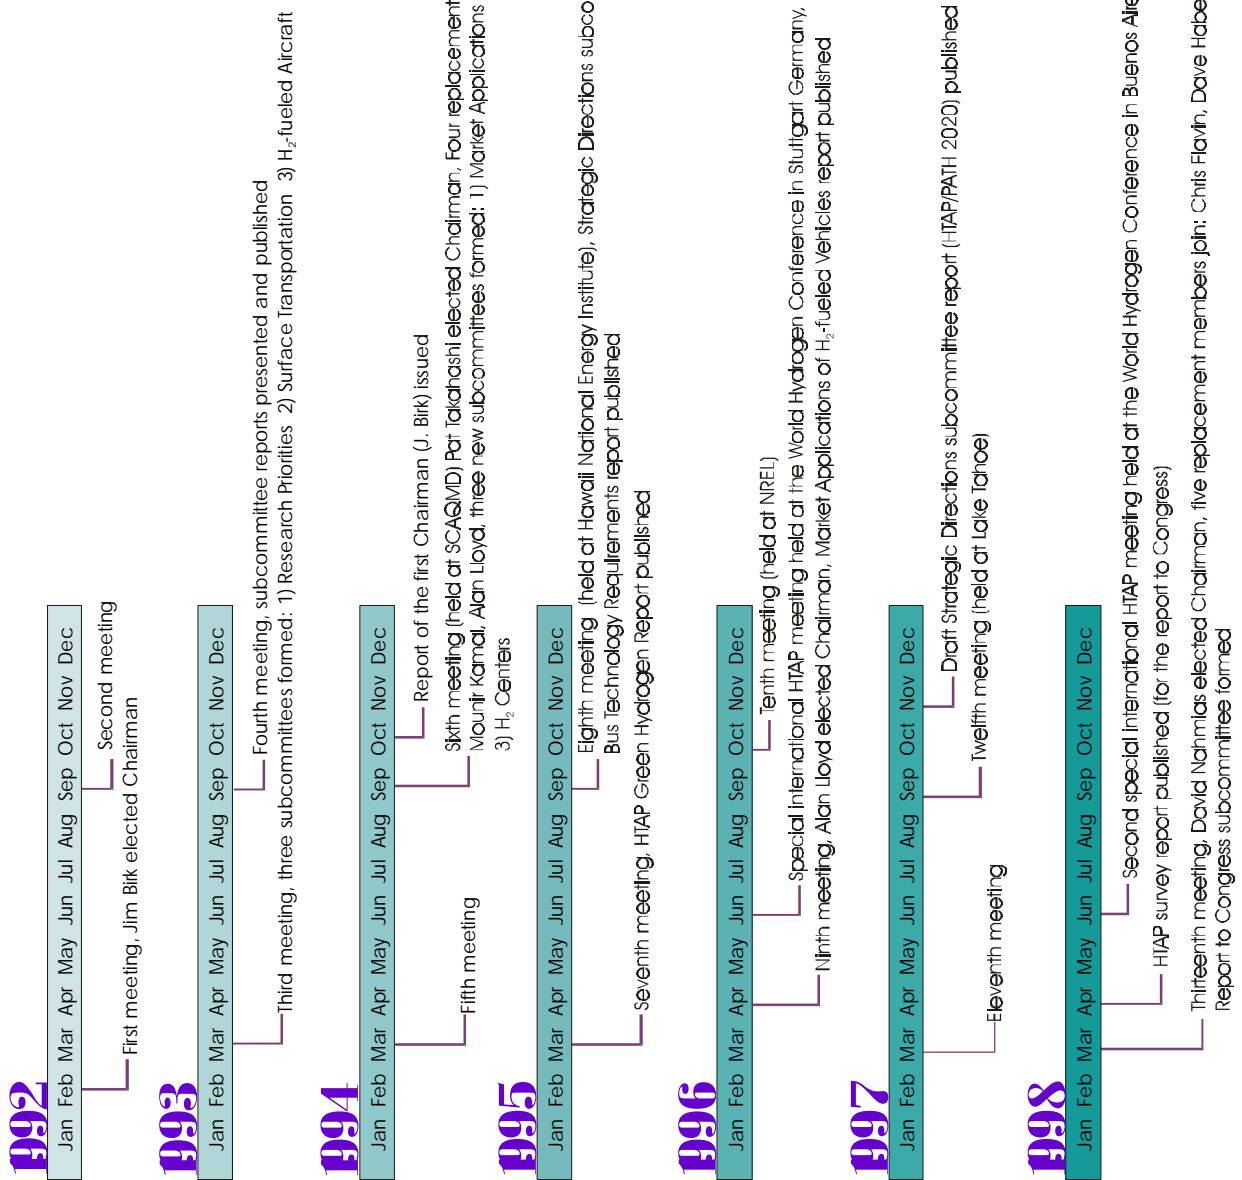 1992
Jan Feb Mar Apr May Jun Jul Aug Sep Oct Nov Dec
Second meeting
First meeting, Jim Birk elected Chairman
1993
Jan Feb Mar Apr May Jun Jul Aug Sep Oct Nov Dec
Fourth meeting, subcommittee reports presented and published
Third meeting, three subcommittees formed: 1) Research Priorities 2) Surface Transportation 3) H₂-fueled Aircraft
1994
Jan Feb Mar Apr May Jun Jul Aug Sep Oct Nov Dec
Report of the first Chairman (J. Birk) issued
Sixth meeting (held at SCAQMD) Pat Takahashi elected Chairman, Four replacement
Mounir Kamal, Alan Lloyd, three new subcommittees formed: 1) Market Applications
3) H₂ Centers
Fifth meeting
1995
Jan Feb Mar Apr May Jun Jul Aug Sep Oct Nov Dec
Eighth meeting (held at Hawaii National Energy Institute), Strategic Directions subco
Bus Technology Requirements report published
Seventh meeting, HTAP Green Hydrogen Report published
1996
Jan Feb Mar Apr May Jun Jul Aug Sep Oct Nov Dec
Tenth meeting (held at NREL)
Special international HTAP meeting held at the World Hydrogen Conference in Stuttgart Germany,
Ninth meeting, Alan Lloyd elected Chairman, Market Applications of H₂-fueled Vehicles report published
1997
Jan Feb Mar Apr May Jun Jul Aug Sep Oct Nov Dec
Draft Strategic Directions subcommittee report (HTAP/PATH 2020) published
Twelfth meeting (held at Lake Tahoe)
Eleventh meeting
1998
Jan Feb Mar Apr May Jun Jul Aug Sep Oct Nov Dec
Second special international HTAP meeting held at the World Hydrogen Conference in Buenos Aire
HTAP survey report published (for the report to Congress)
Thirteenth meeting, David Nahmias elected Chairman, five replacement members join: Chris Flavin, Dave Habe
Report to Congress subcommittee formed